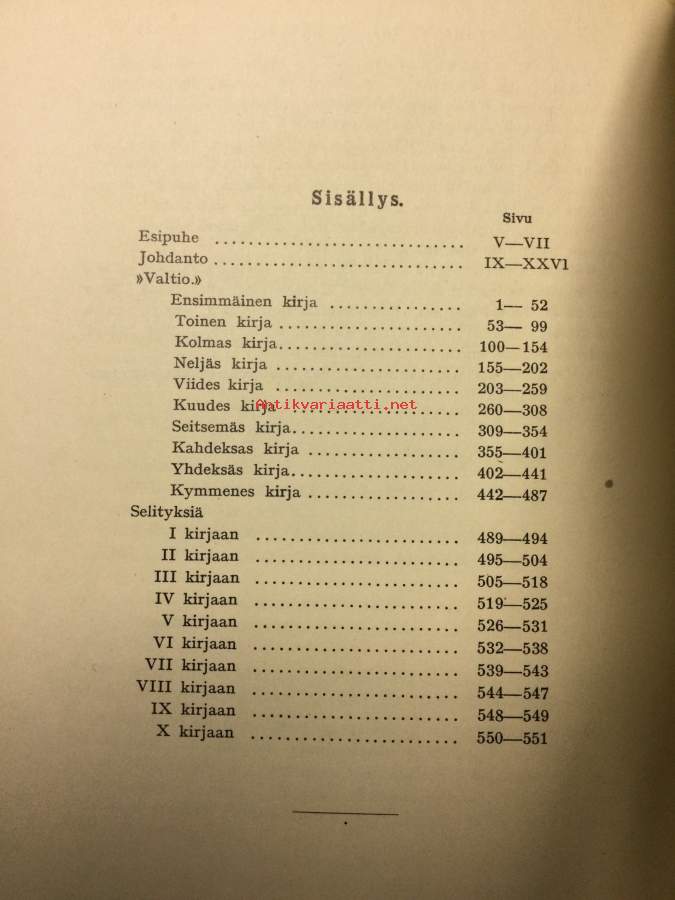 Sisällys.
Sivu
Esipuhe .............................. V—VII
Johdanto .............................. IX—XXVI
»Valtio.»
Ensimmäinen kirja ................ 1— 52
Toinen kirja ...................... 53— 99
Kolmas kirja...................... 100—154
Neljäs kirja ....................... 155—202
Viides kirja ....................... 203—259
Kuudes kirja ...................... 260—308
Antikvariaatti.net
Seitsemäs kirja..................... 309—354
Kahdeksas kirja ................... 355—401
Yhdeksäs kirja..................... 402—441
Kymmenes kirja ................... 442—487
Selityksiä
I kirjaan ......................... 489—494
II kirjaan ......................... 495—504
III kirjaan ......................... 505—518
IV kirjaan ......................... 519—525
V kirjaan ......................... 526—531
VI kirjaan ......................... 532—538
VII kirjaan ......................... 539—543
VIII kirjaan ......................... 544—547
IX kirjaan ......................... 548—549
X kirjaan ......................... 550—551